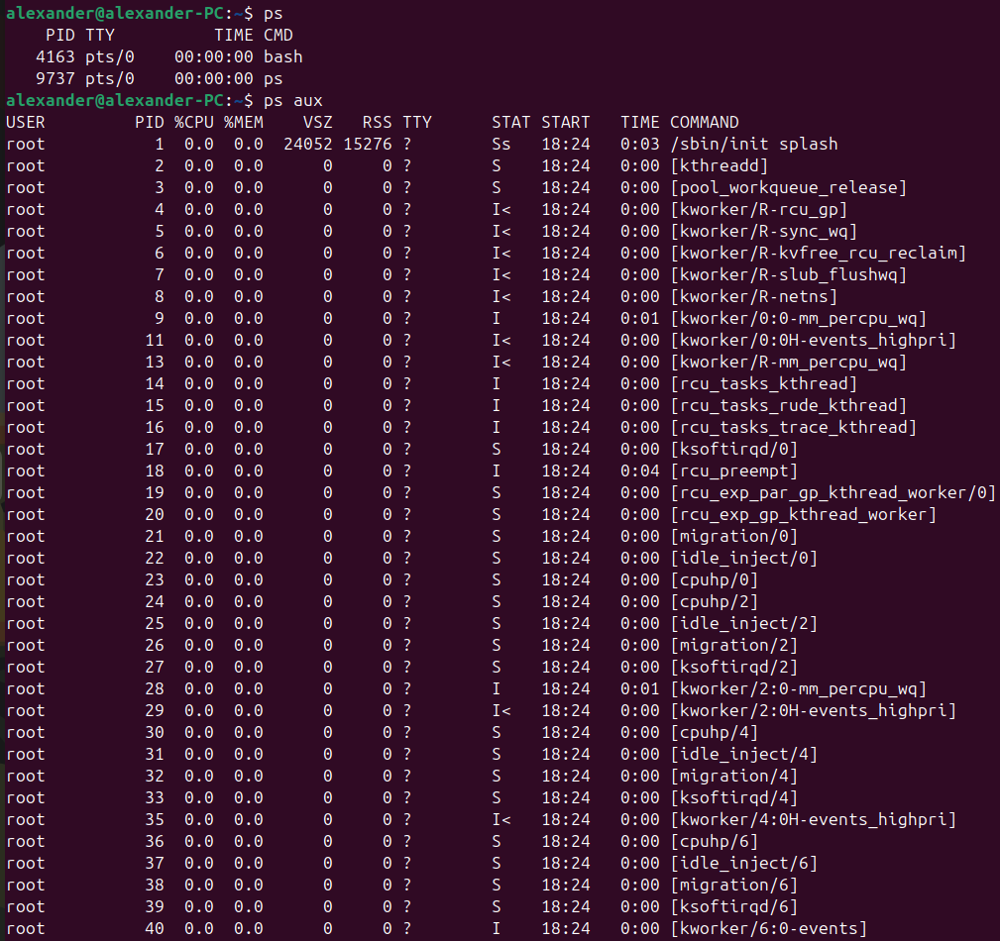 alexander@alexander-PC:~$ ps
    PID TTY          TIME CMD
   4163 pts/0    00:00:00 bash
   9737 pts/0    00:00:00 ps
alexander@alexander-PC:~$ ps aux
USER         PID %CPU %MEM    VSZ   RSS TTY      STAT START   TIME COMMAND
root           1  0.0  0.0  24052 15276 ?        Ss   18:24   0:03 /sbin/init splash
root           2  0.0  0.0      0     0 ?        S    18:24   0:00 [kthreadd]
root           3  0.0  0.0      0     0 ?        S    18:24   0:00 [pool_workqueue_release]
root           4  0.0  0.0      0     0 ?        I<   18:24   0:00 [kworker/R-rcu_gp]
root           5  0.0  0.0      0     0 ?        I<   18:24   0:00 [kworker/R-sync_wq]
root           6  0.0  0.0      0     0 ?        I<   18:24   0:00 [kworker/R-kvfree_rcu_reclaim]
root           7  0.0  0.0      0     0 ?        I<   18:24   0:00 [kworker/R-slub_flushwq]
root           8  0.0  0.0      0     0 ?        I<   18:24   0:00 [kworker/R-netns]
root           9  0.0  0.0      0     0 ?        I    18:24   0:01 [kworker/0:0-mm_percpu_wq]
root          11  0.0  0.0      0     0 ?        I<   18:24   0:00 [kworker/0:0H-events_highpri]
root          13  0.0  0.0      0     0 ?        I<   18:24   0:00 [kworker/R-mm_percpu_wq]
root          14  0.0  0.0      0     0 ?        I    18:24   0:00 [rcu_tasks_kthread]
root          15  0.0  0.0      0     0 ?        I    18:24   0:00 [rcu_tasks_rude_kthread]
root          16  0.0  0.0      0     0 ?        I    18:24   0:00 [rcu_tasks_trace_kthread]
root          17  0.0  0.0      0     0 ?        S    18:24   0:00 [ksoftirqd/0]
root          18  0.0  0.0      0     0 ?        I    18:24   0:04 [rcu_preempt]
root          19  0.0  0.0      0     0 ?        S    18:24   0:00 [rcu_exp_par_gp_kthread_worker/0]
root          20  0.0  0.0      0     0 ?        S    18:24   0:00 [rcu_exp_gp_kthread_worker]
root          21  0.0  0.0      0     0 ?        S    18:24   0:00 [migration/0]
root          22  0.0  0.0      0     0 ?        S    18:24   0:00 [idle_inject/0]
root          23  0.0  0.0      0     0 ?        S    18:24   0:00 [cpuhp/0]
root          24  0.0  0.0      0     0 ?        S    18:24   0:00 [cpuhp/2]
root          25  0.0  0.0      0     0 ?        S    18:24   0:00 [idle_inject/2]
root          26  0.0  0.0      0     0 ?        S    18:24   0:00 [migration/2]
root          27  0.0  0.0      0     0 ?        S    18:24   0:00 [ksoftirqd/2]
root          28  0.0  0.0      0     0 ?        I    18:24   0:01 [kworker/2:0-mm_percpu_wq]
root          29  0.0  0.0      0     0 ?        I<   18:24   0:00 [kworker/2:0H-events_highpri]
root          30  0.0  0.0      0     0 ?        S    18:24   0:00 [cpuhp/4]
root          31  0.0  0.0      0     0 ?        S    18:24   0:00 [idle_inject/4]
root          32  0.0  0.0      0     0 ?        S    18:24   0:00 [migration/4]
root          33  0.0  0.0      0     0 ?        S    18:24   0:00 [ksoftirqd/4]
root          35  0.0  0.0      0     0 ?        I<   18:24   0:00 [kworker/4:0H-events_highpri]
root          36  0.0  0.0      0     0 ?        S    18:24   0:00 [cpuhp/6]
root          37  0.0  0.0      0     0 ?        S    18:24   0:00 [idle_inject/6]
root          38  0.0  0.0      0     0 ?        S    18:24   0:00 [migration/6]
root          39  0.0  0.0      0     0 ?        S    18:24   0:00 [ksoftirqd/6]
root          40  0.0  0.0      0     0 ?        I    18:24   0:00 [kworker/6:0-events]